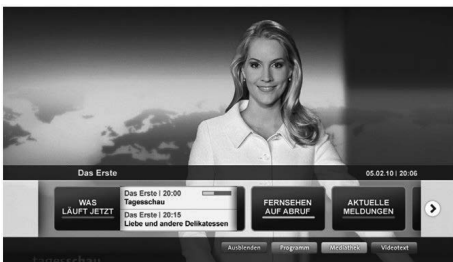 Das Erste
05.02.10 | 20:06
WAS
LÄUFT JETZT
Das Erste | 20:00
Tagesschau
Das Erste | 20:15
Liebe und andere Delikatessen
FERNSEHEN
AUF ABRUF
AKTUELLE
MELDUNGEN
Ausblenden
Programm
Mediathek
Videotext
tagesschau